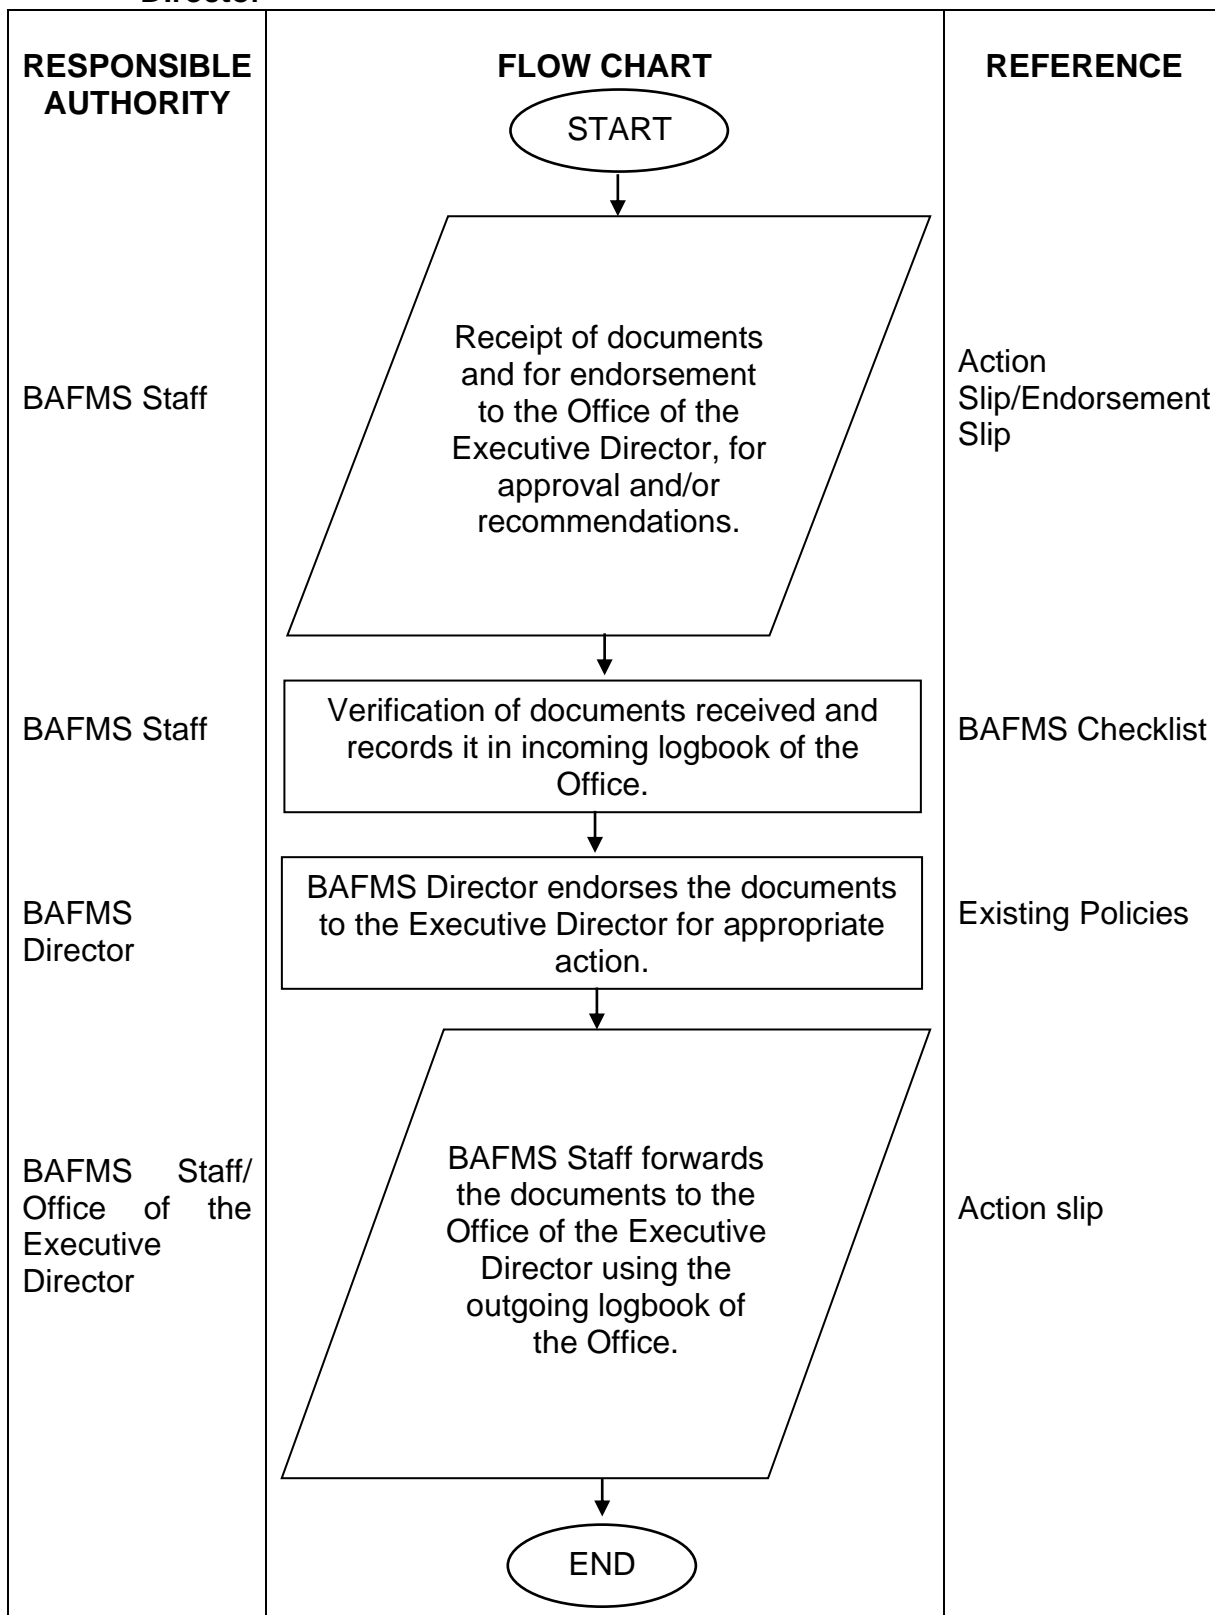 Director
RESPONSIBLE
AUTHORITY
FLOW CHART
REFERENCE
START
BAFMS Staff
Receipt of documents
and for endorsement
to the Office of the
Executive Director, for
approval and/or
recommendations.
Action
Slip/Endorsement
Slip
BAFMS Staff
Verification of documents received and
records it in incoming logbook of the
Office.
BAFMS Checklist
BAFMS
Director
BAFMS Director endorses the documents
to the Executive Director for appropriate
action.
Existing Policies
BAFMS Staff/
Office of the
Executive
Director
BAFMS Staff forwards
the documents to the
Office of the Executive
Director using the
outgoing logbook of
the Office.
Action slip
END